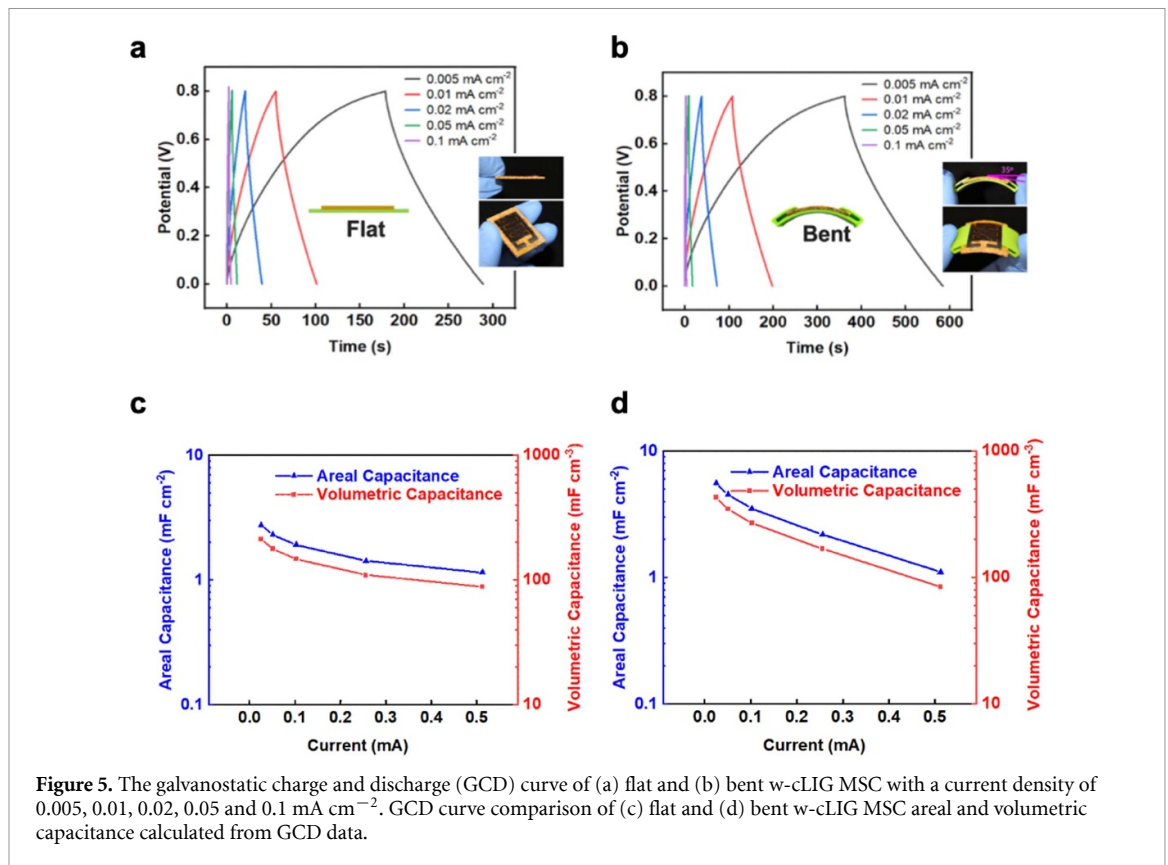 a
0.005 mA cm⁻²
0.01 mA cm⁻²
0.02 mA cm⁻²
0.05 mA cm⁻²
0.1 mA cm⁻²
Potential (V)
0.8
0.6
0.4
0.2
0.0
Flat
0 50 100 150 200 250 300
Time (s)
b
0.005 mA cm⁻²
0.01 mA cm⁻²
0.02 mA cm⁻²
0.05 mA cm⁻²
0.1 mA cm⁻²
Potential (V)
0.8
0.6
0.4
0.2
0.0
35°
Bent
0 100 200 300 400 500 600
Time (s)
c
Areal Capacitance (mF cm⁻²)
10
1
0.1
Areal Capacitance
Volumetric Capacitance
1000
100
10
Volumetric Capacitance (mF cm⁻³)
0.0 0.1 0.2 0.3 0.4 0.5
Current (mA)
d
Areal Capacitance (mF cm⁻²)
10
1
0.1
Areal Capacitance
Volumetric Capacitance
1000
100
10
Volumetric Capacitance (mF cm⁻³)
0.0 0.1 0.2 0.3 0.4 0.5
Current (mA)
Figure 5. The galvanostatic charge and discharge (GCD) curve of (a) flat and (b) bent w-cLIG MSC with a current density of
0.005, 0.01, 0.02, 0.05 and 0.1 mA cm⁻². GCD curve comparison of (c) flat and (d) bent w-cLIG MSC areal and volumetric
capacitance calculated from GCD data.